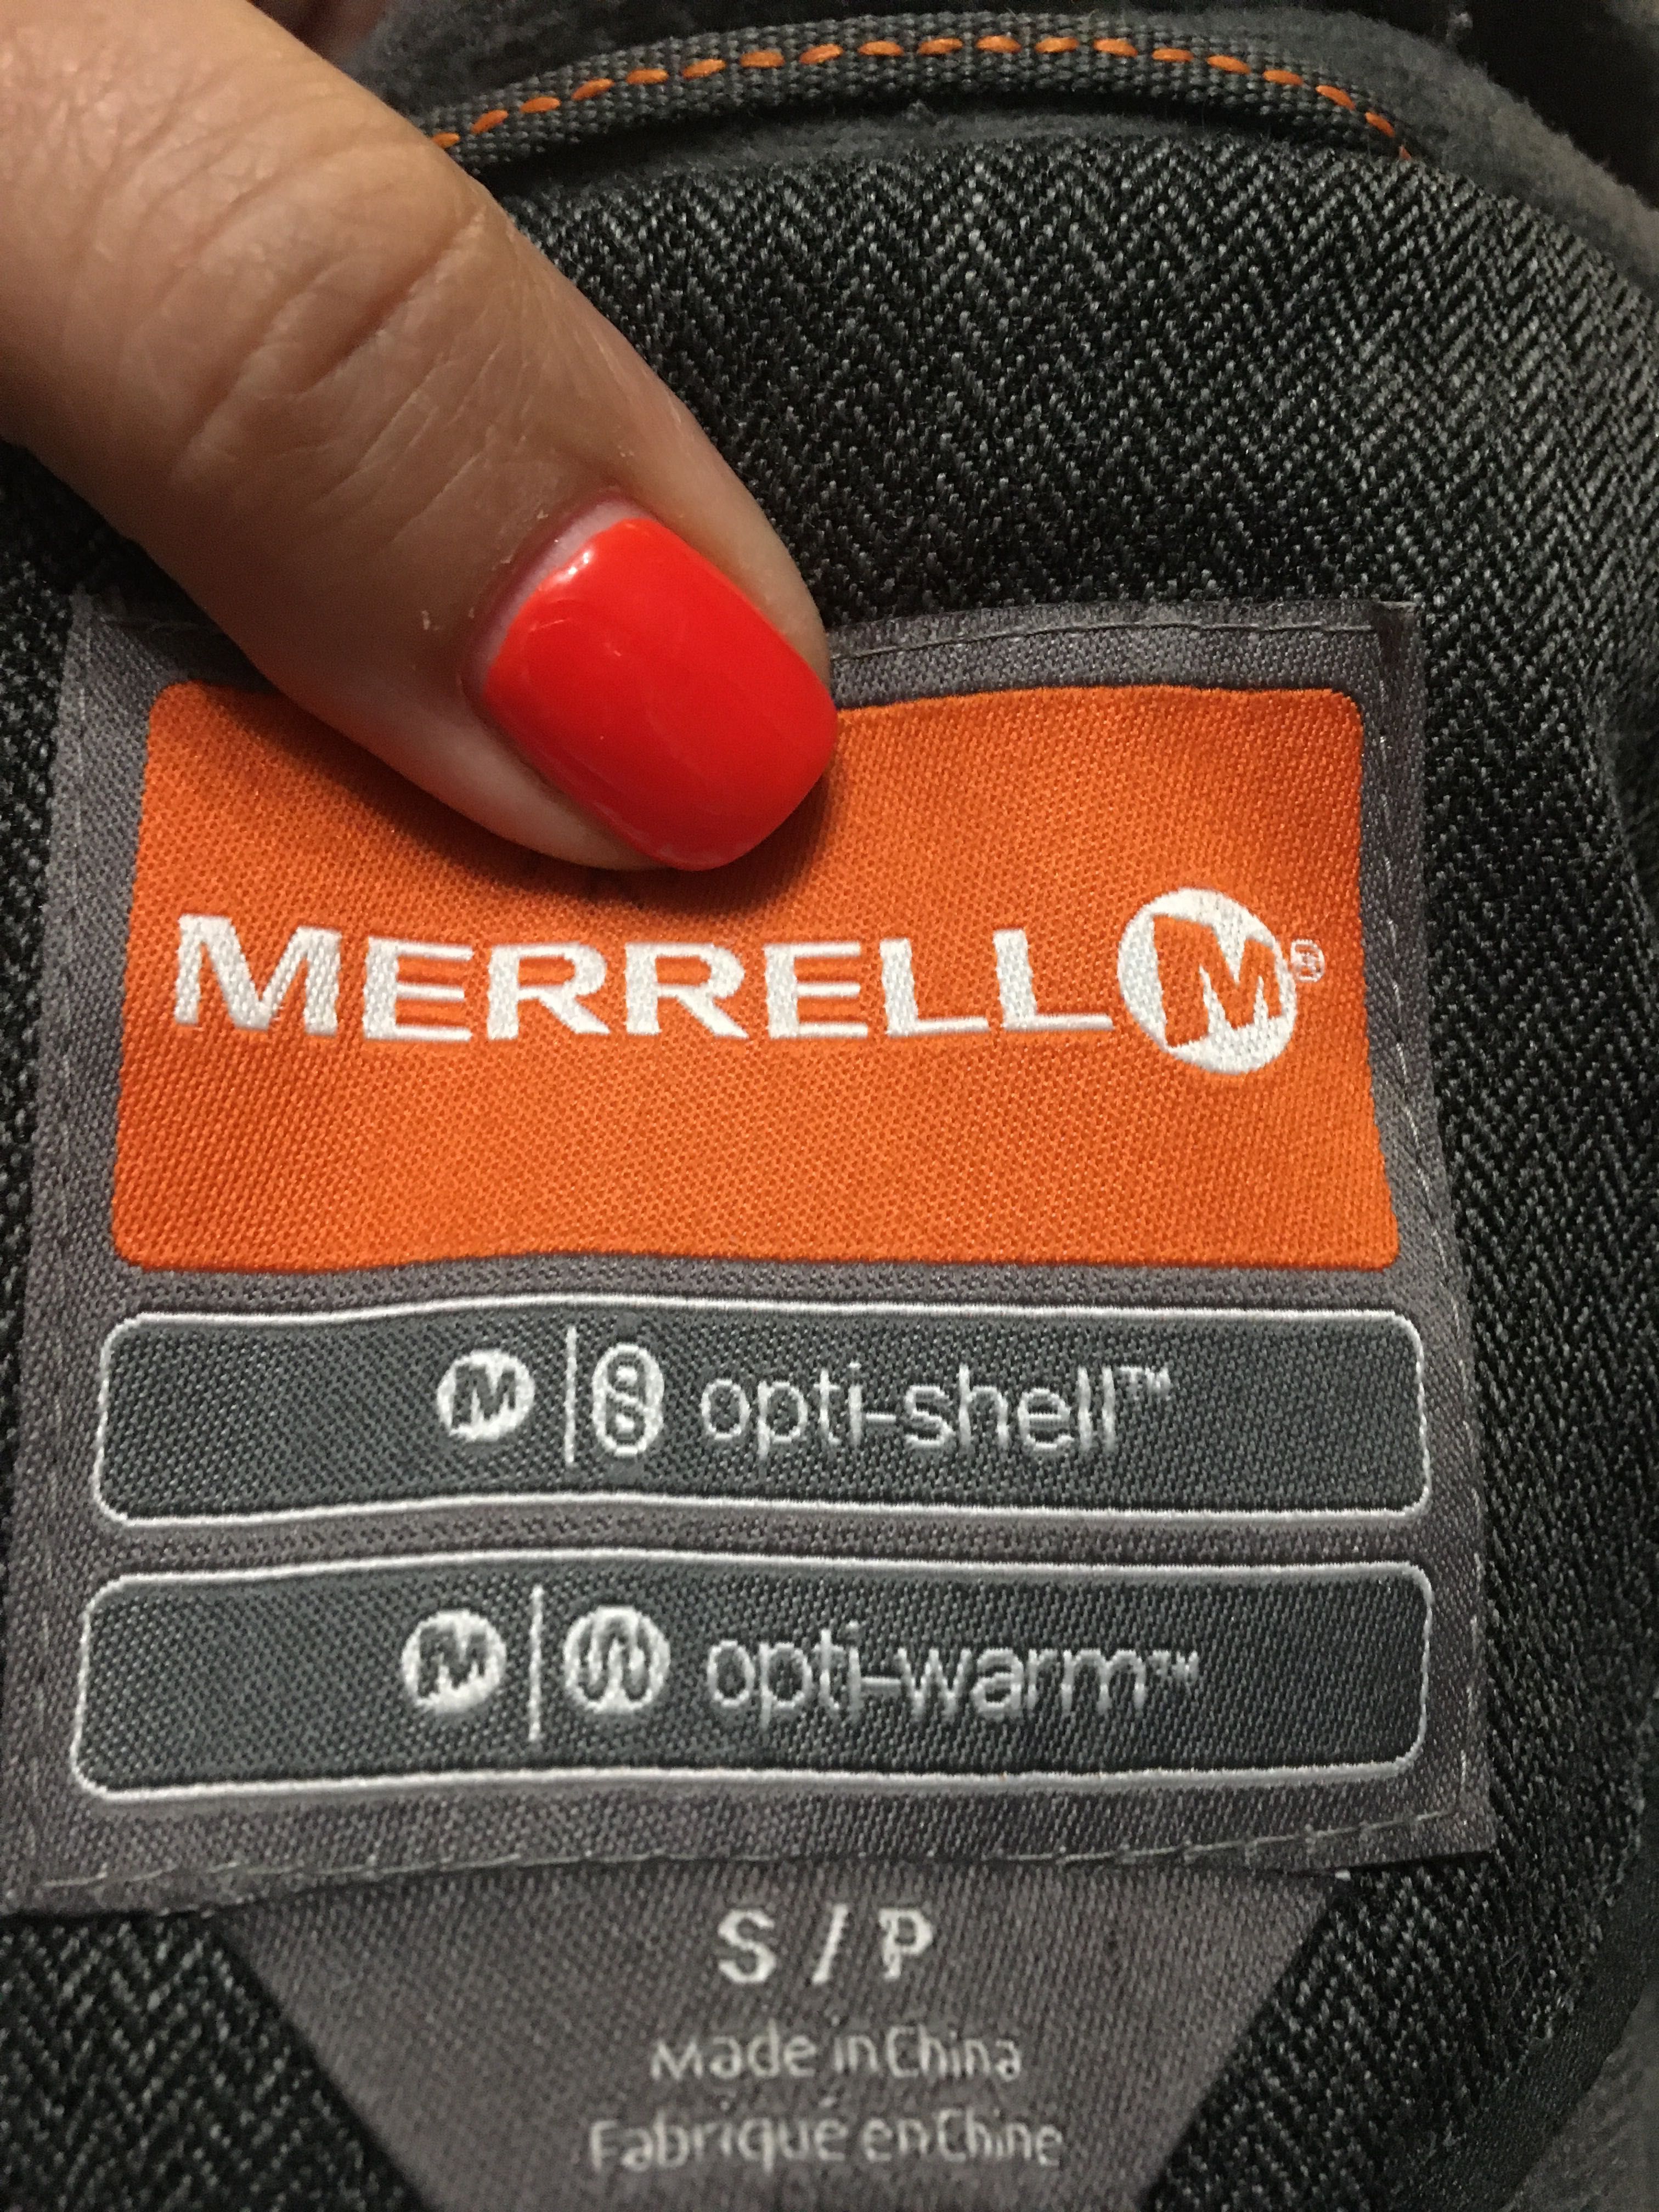 MERRELL M®
M | S opti-shell™
M | W opti-warm™
S / P
Made in China
Fabriqué en Chine